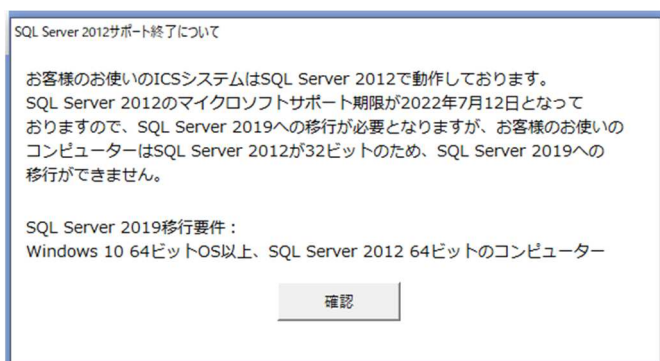 SQL Server 2012サポート終了について
お客様のお使いのICSシステムはSQL Server 2012で動作しております。
SQL Server 2012のマイクロソフトサポート期限が2022年7月12日となって
おりますので、SQL Server 2019への移行が必要となりますが、お客様のお使いの
コンピューターはSQL Server 2012が32ビットのため、SQL Server 2019への
移行ができません。
SQL Server 2019移行要件：
Windows 10 64ビットOS以上、SQL Server 2012 64ビットのコンピューター
確認